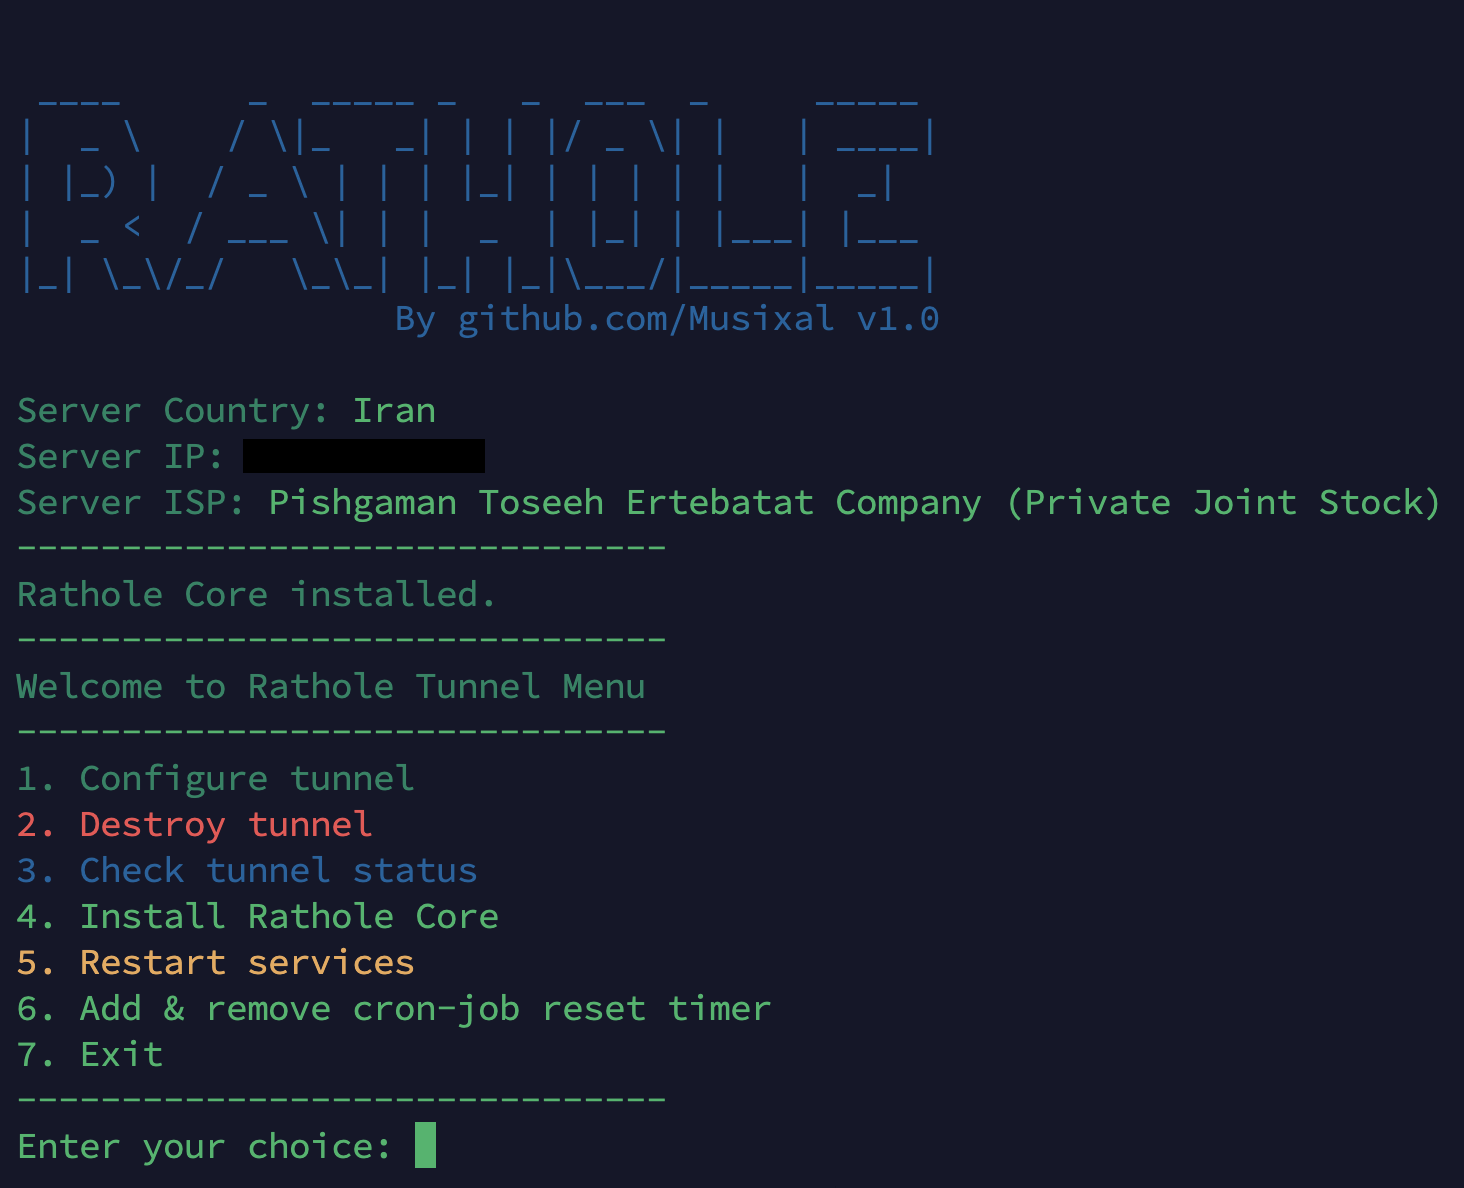 ____      _  _____ _   _  ___  _     _____
|  _ \    / \|_   _| | | |/ _ \| |   | ____|
| |_) |  / _ \ | | | |_| | | | | |   |  _|
|  _ <  / ___ \| | |  _  | |_| | |___| |___
|_| \_\/_/   \_\_| |_| |_|\___/|_____|_____|
By github.com/Musixal v1.0
Server Country: Iran
Server IP:
Server ISP: Pishgaman Toseeh Ertebatat Company (Private Joint Stock)
-------------------------------
Rathole Core installed.
-------------------------------
Welcome to Rathole Tunnel Menu
-------------------------------
1. Configure tunnel
2. Destroy tunnel
3. Check tunnel status
4. Install Rathole Core
5. Restart services
6. Add & remove cron-job reset timer
7. Exit
-------------------------------
Enter your choice: